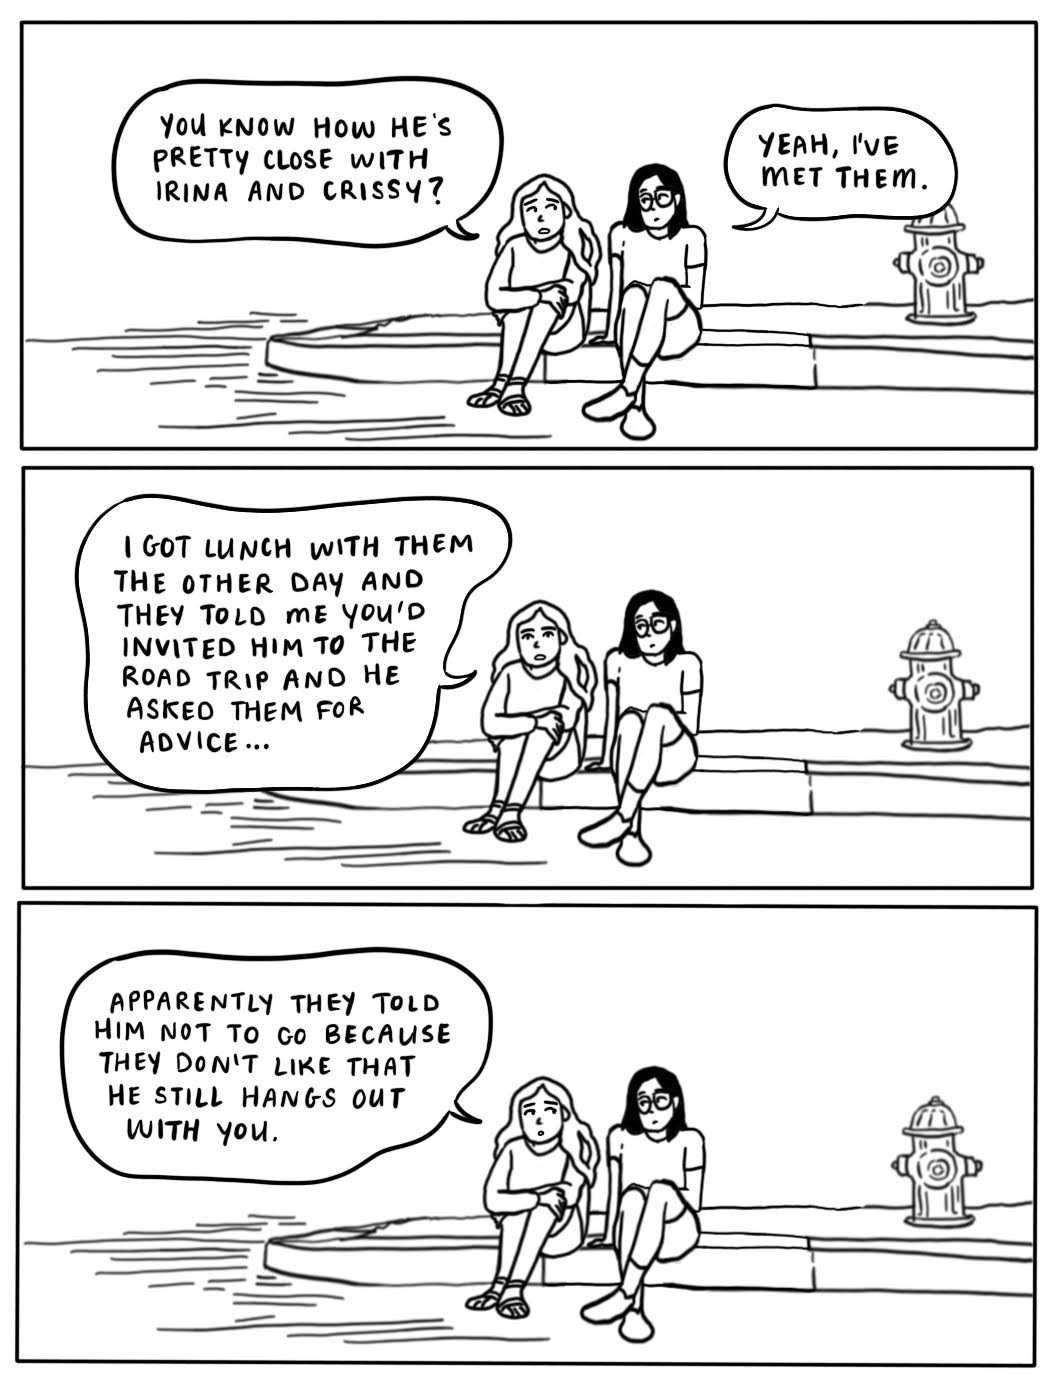 YOU KNOW HOW HE'S
PRETTY CLOSE WITH
IRINA AND CRISSY?
YEAH, I'VE
MET THEM.
I GOT LUNCH WITH THEM
THE OTHER DAY AND
THEY TOLD ME YOU'D
INVITED HIM TO THE
ROAD TRIP AND HE
ASKED THEM FOR
ADVICE...
APPARENTLY THEY TOLD
HIM NOT TO GO BECAUSE
THEY DON'T LIKE THAT
HE STILL HANGS OUT
WITH YOU.